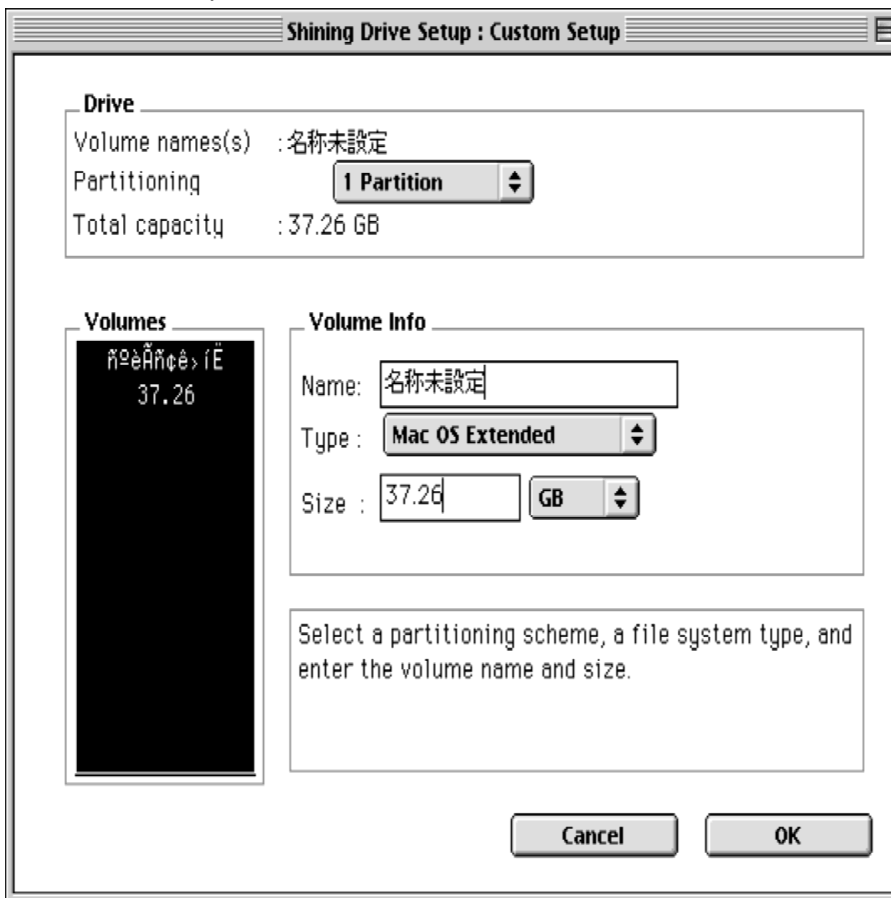 Shining Drive Setup : Custom Setup
Drive
Volume names(s) : 名称未設定
Partitioning 1 Partition
Total capacity : 37.26 GB
Volumes
ñºèÃñ¢ê›íË
37.26
Volume Info
Name: 名称未設定
Type : Mac OS Extended
Size : 37.26 GB
Select a partitioning scheme, a file system type, and
enter the volume name and size.
Cancel OK